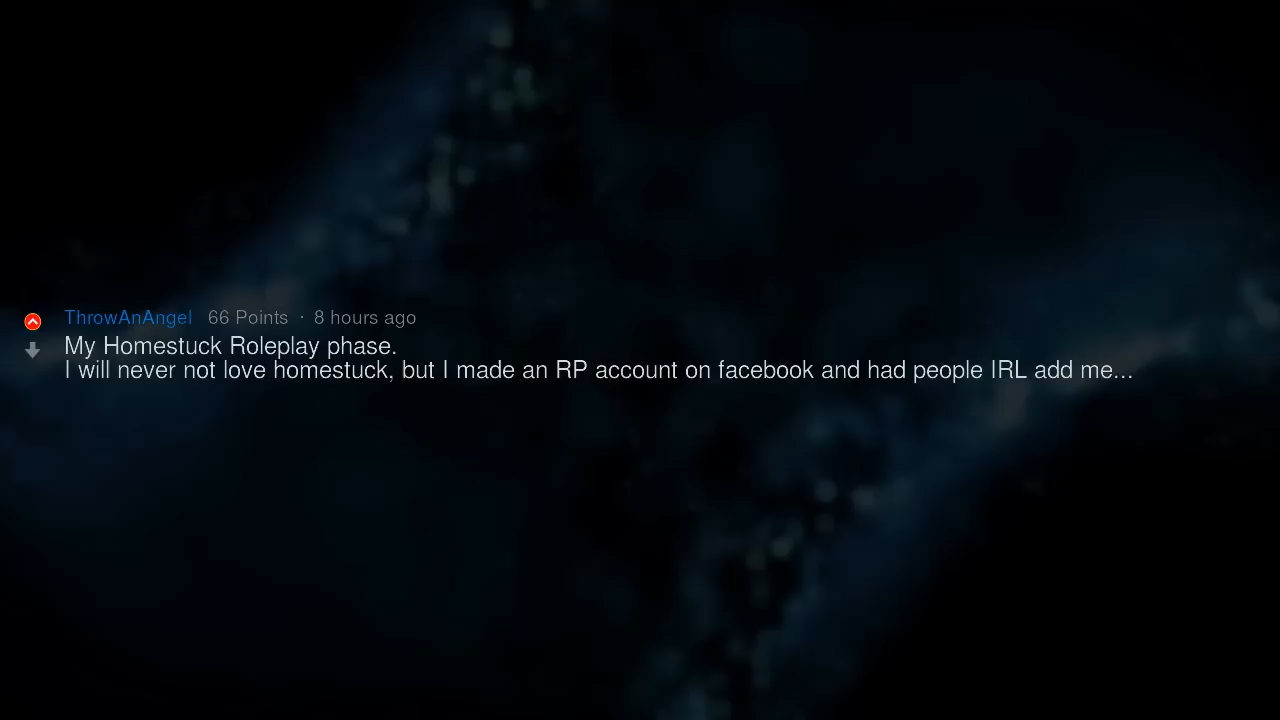 ThrowAnAngel 66 Points · 8 hours ago
My Homestuck Roleplay phase.
I will never not love homestuck, but I made an RP account on facebook and had people IRL add me...